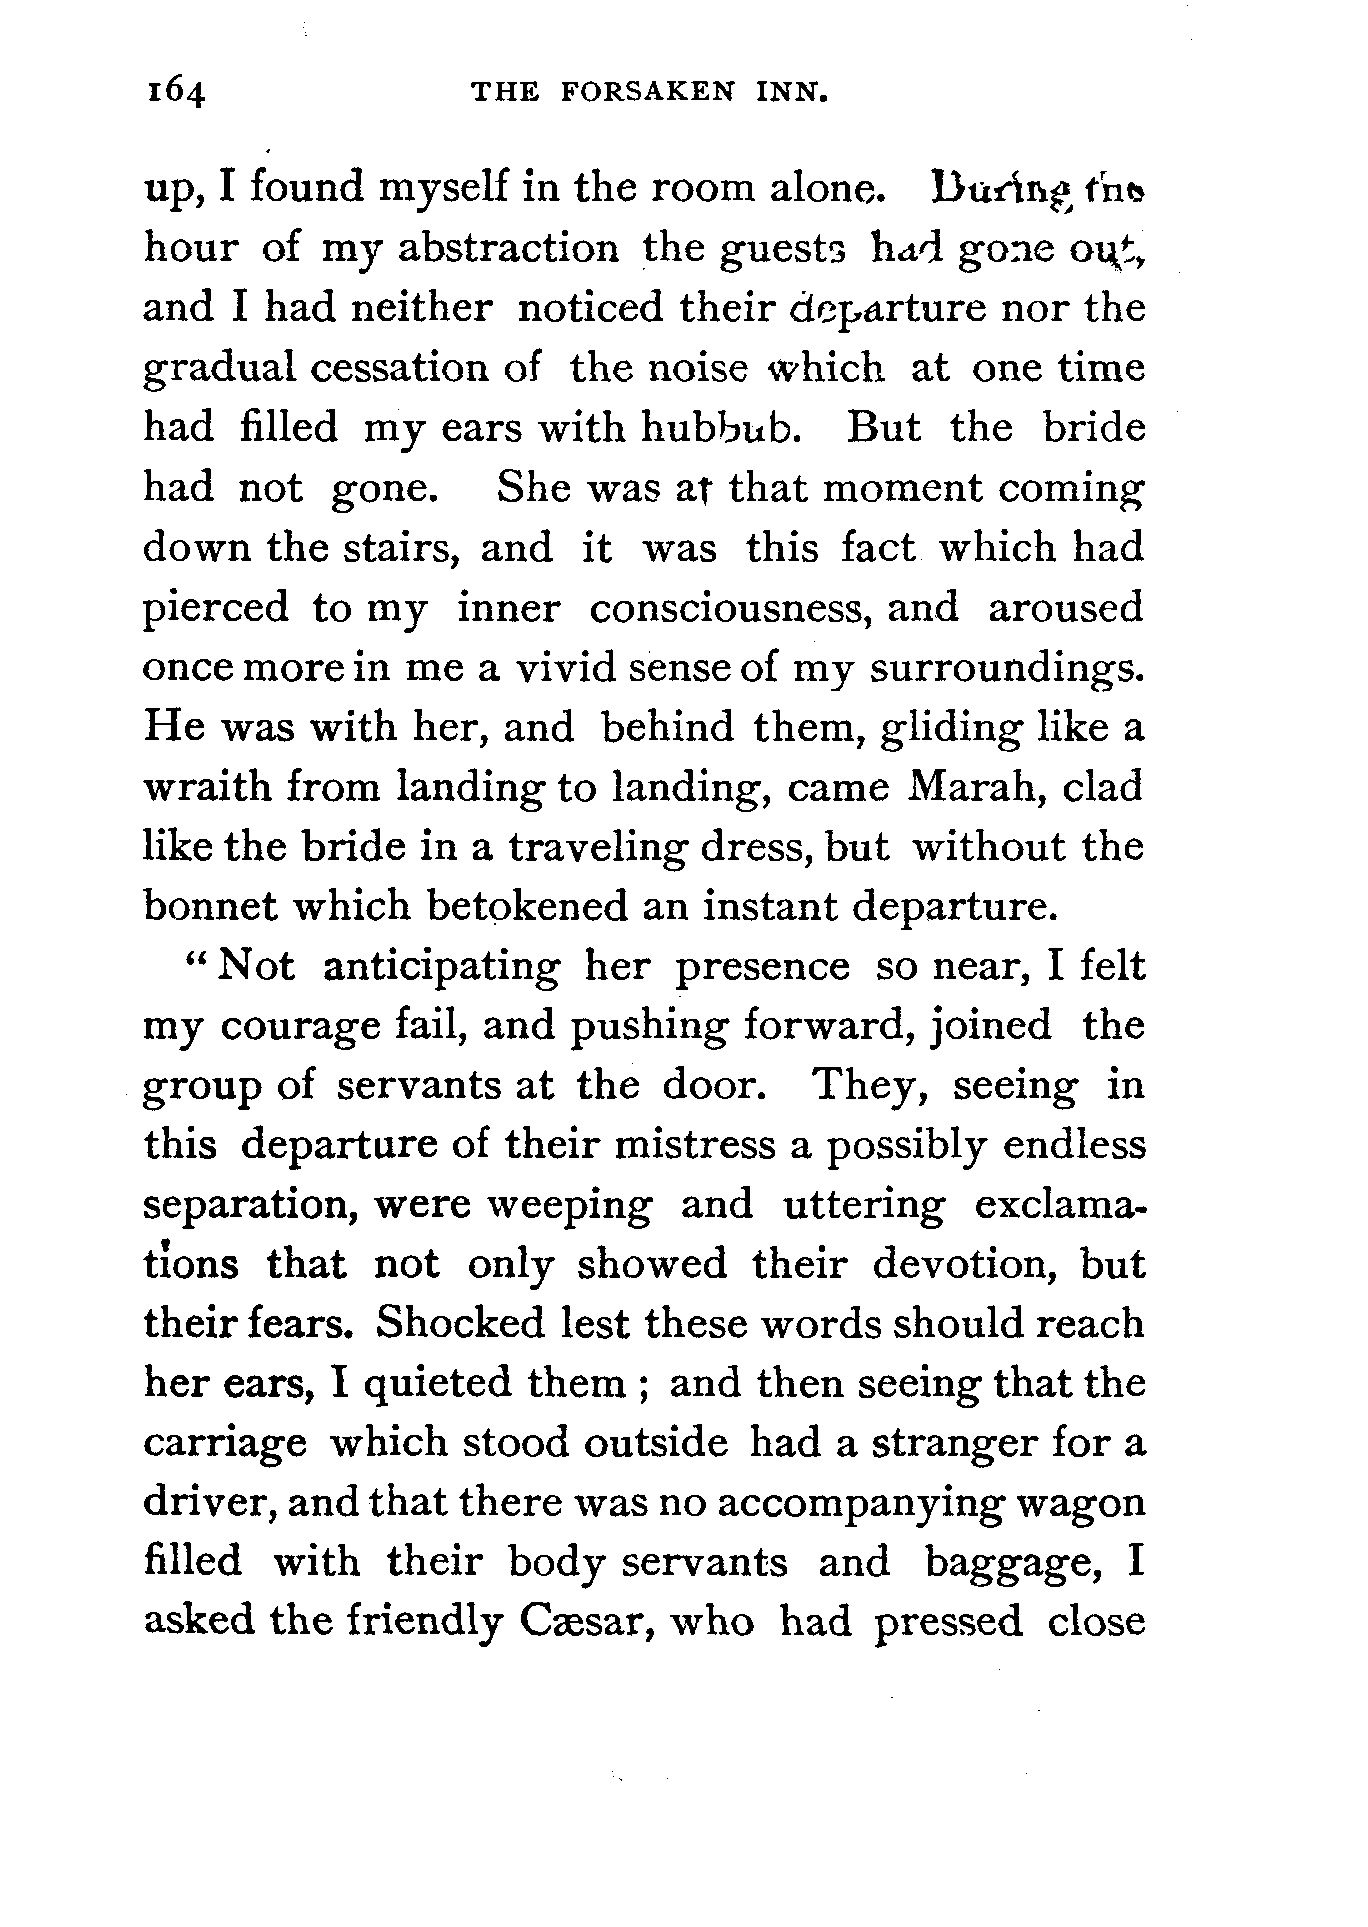 164 THE FORSAKEN INN.
up, I found myself in the room alone. During the
hour of my abstraction the guests had gone out,
and I had neither noticed their departure nor the
gradual cessation of the noise which at one time
had filled my ears with hubbub. But the bride
had not gone. She was at that moment coming
down the stairs, and it was this fact which had
pierced to my inner consciousness, and aroused
once more in me a vivid sense of my surroundings.
He was with her, and behind them, gliding like a
wraith from landing to landing, came Marah, clad
like the bride in a traveling dress, but without the
bonnet which betokened an instant departure.
“ Not anticipating her presence so near, I felt
my courage fail, and pushing forward, joined the
group of servants at the door. They, seeing in
this departure of their mistress a possibly endless
separation, were weeping and uttering exclama-
tions that not only showed their devotion, but
their fears. Shocked lest these words should reach
her ears, I quieted them ; and then seeing that the
carriage which stood outside had a stranger for a
driver, and that there was no accompanying wagon
filled with their body servants and baggage, I
asked the friendly Cæsar, who had pressed close